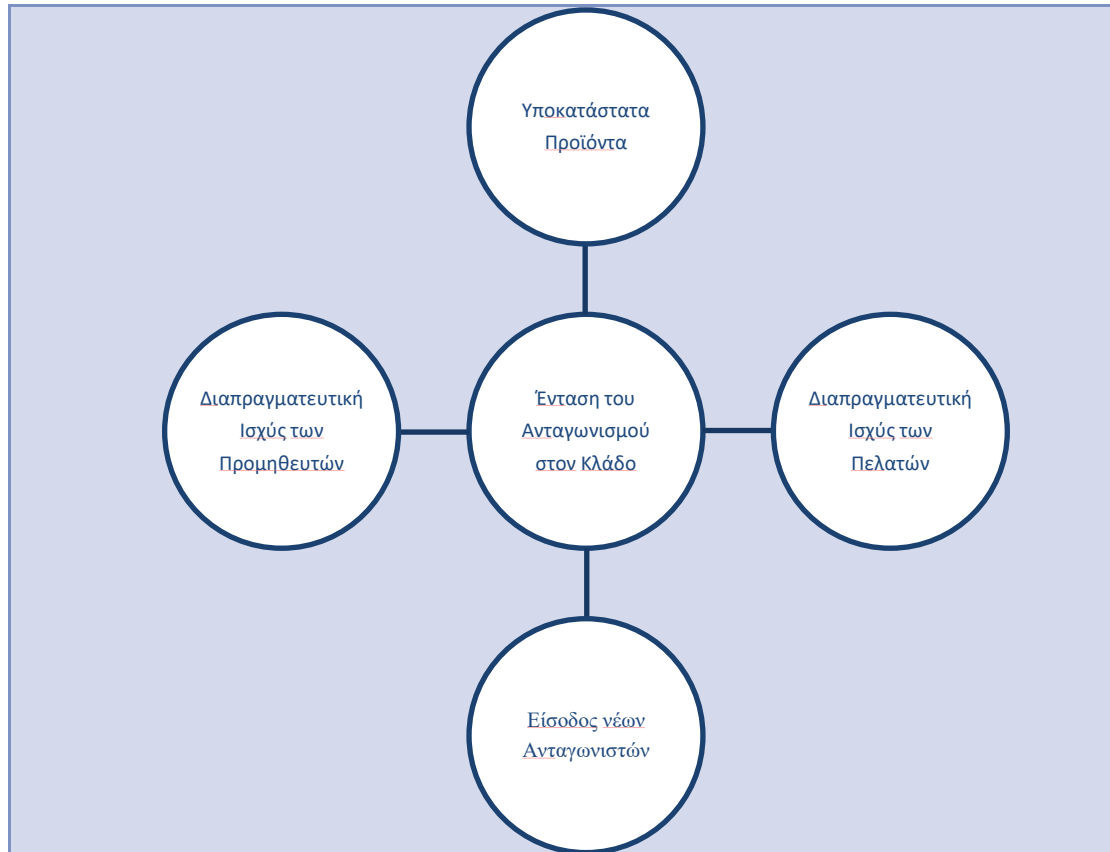 Υποκατάστατα
Προϊόντα
Διαπραγματευτική
Ισχύς των
Προμηθευτών
Ένταση του
Ανταγωνισμού
στον Κλάδο
Διαπραγματευτική
Ισχύς των
Πελατών
Είσοδος νέων
Ανταγωνιστών